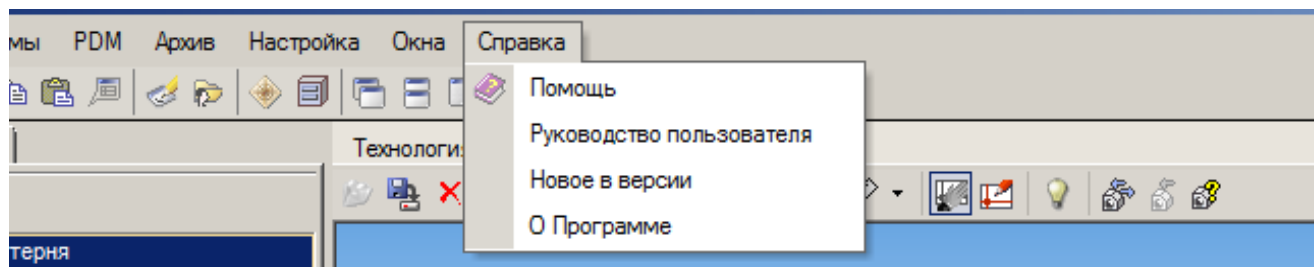 мы PDM Архив Настройка Окна Справка
Помощь
Руководство пользователя
Технологи
Новое в версии
О Программе
терня